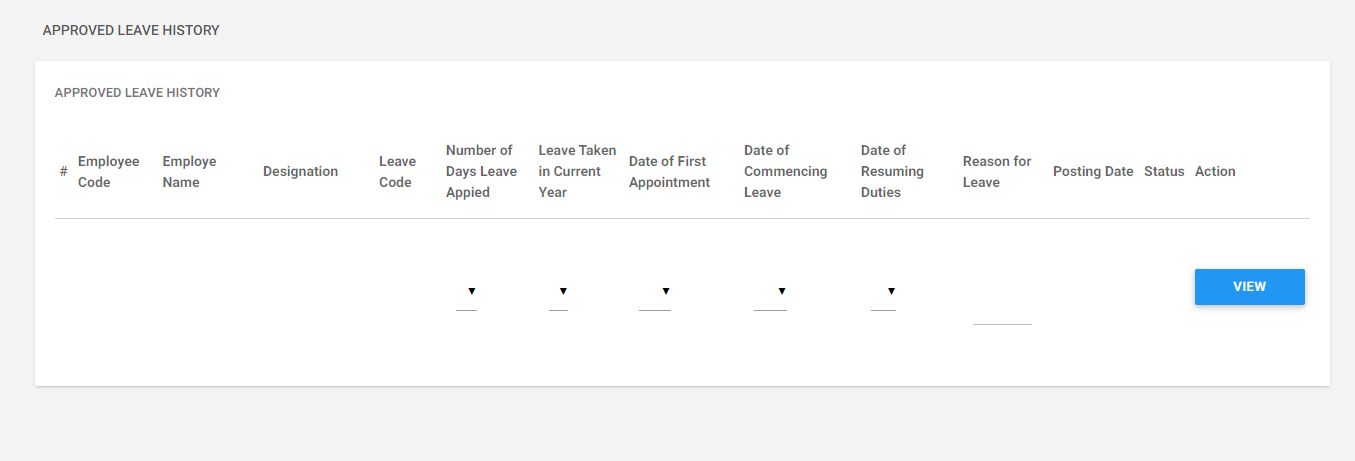 APPROVED LEAVE HISTORY
APPROVED LEAVE HISTORY
#
Employee
Code
Employe
Name
Designation
Leave
Code
Number of
Days Leave
Appied
Leave Taken
in Current
Year
Date of First
Appointment
Date of
Commencing
Leave
Date of
Resuming
Duties
Reason for
Leave
Posting Date
Status
Action
VIEW